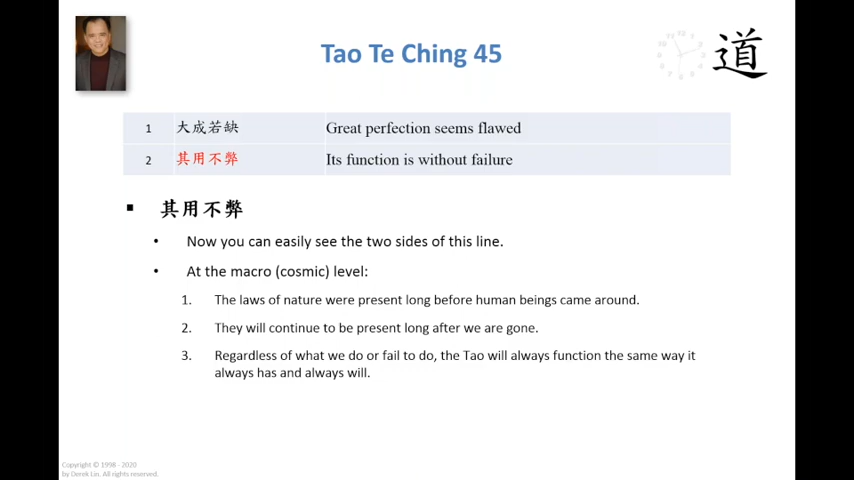 Tao Te Ching 45
道
1 大成若缺 Great perfection seems flawed
2 其用不弊 Its function is without failure
▪ 其用不弊
• Now you can easily see the two sides of this line.
• At the macro (cosmic) level:
1. The laws of nature were present long before human beings came around.
2. They will continue to be present long after we are gone.
3. Regardless of what we do or fail to do, the Tao will always function the same way it
always has and always will.
Copyright © 1998 - 2020
by Derek Lin. All rights reserved.